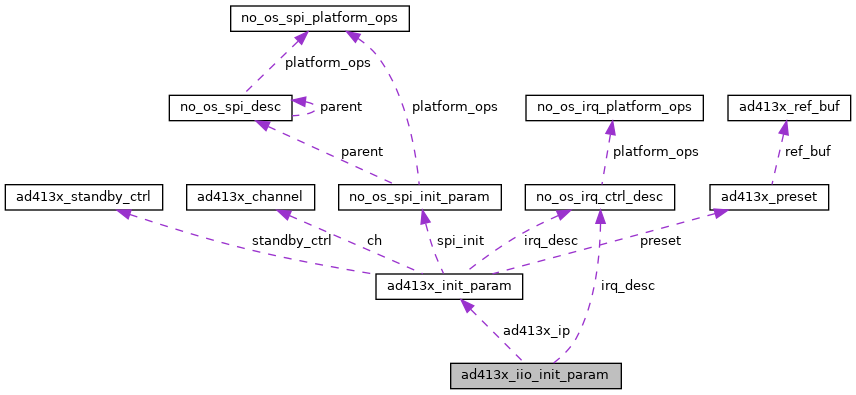 no_os_spi_platform_ops
platform_ops
no_os_spi_desc
parent
platform_ops
no_os_irq_platform_ops
ad413x_ref_buf
parent
platform_ops
ref_buf
ad413x_standby_ctrl
ad413x_channel
no_os_spi_init_param
no_os_irq_ctrl_desc
ad413x_preset
standby_ctrl
ch
spi_init
irq_desc
preset
ad413x_init_param
irq_desc
ad413x_ip
ad413x_iio_init_param